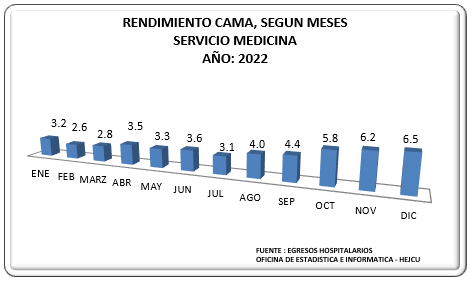 RENDIMIENTO CAMA, SEGUN MESES
SERVICIO MEDICINA
AÑO: 2022
3.2 2.6 2.8 3.5 3.3 3.6 3.1 4.0 4.4 5.8 6.2 6.5
ENE FEB MARZ ABR MAY JUN JUL AGO SEP OCT NOV DIC
FUENTE : EGRESOS HOSPITALARIOS
OFICINA DE ESTADISTICA E INFORMATICA - HEJCU